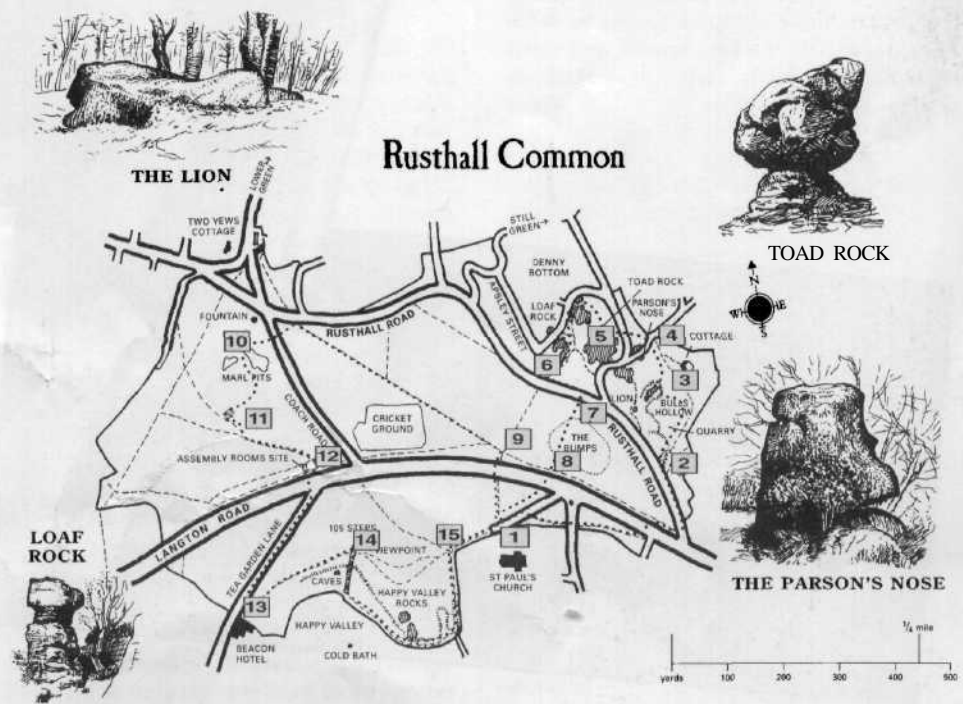 Rusthall Common
THE LION
TOAD ROCK
LOWER
GREEN
TWO YEWS
COTTAGE
STILL
GREEN
DENNY
BOTTOM
TOAD ROCK
PARSON'S
NOSE
LOAF
ROCK
APSLEY STREET
N
W
E
S
FOUNTAIN
RUSTHALL ROAD
10
5
4
COTTAGE
6
MARL PITS
3
LION
BULLS
HOLLOW
COACH ROAD
11
CRICKET
GROUND
7
RUSTHALL ROAD
QUARRY
9
THE
BUMPS
8
2
ASSEMBLY ROOMS SITE
12
LANGTON ROAD
LOAF
ROCK
TEA GARDEN LANE
105 STEPS
14
VIEWPOINT
15
1
ST PAUL'S
CHURCH
THE PARSON'S NOSE
CAVES
HAPPY VALLEY
ROCKS
13
HAPPY VALLEY
BEACON
HOTEL
COLD BATH
¼ mile
yards
100
200
300
400
500